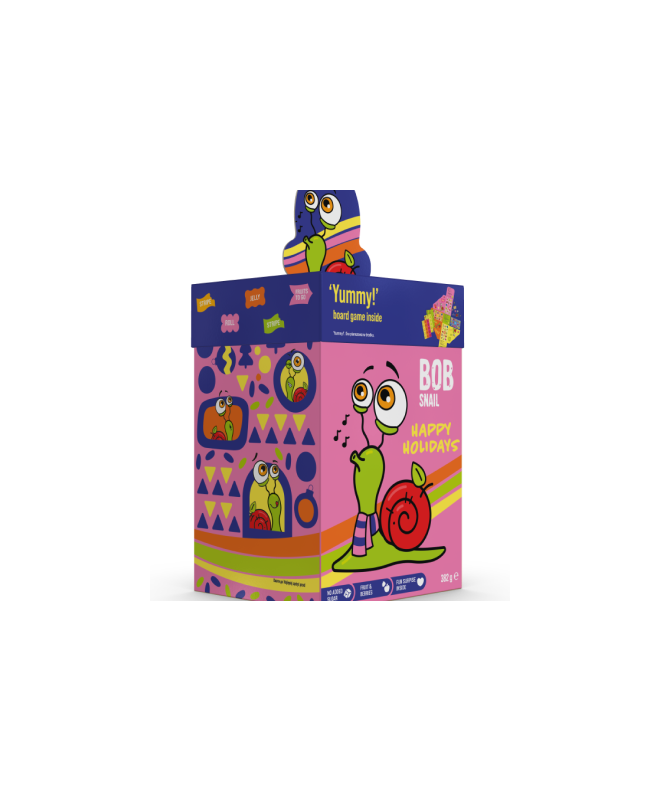 'Yummy!'
board game inside
STRIPE
JELLY
FRUITS
TO GO
ROLL
STRIPE
BOB
SNAIL
HAPPY
HOLIDAYS
382 g e
NO ADDED
SUGAR
FRUIT &
BERRIES
FUN SURPRISE
INSIDE